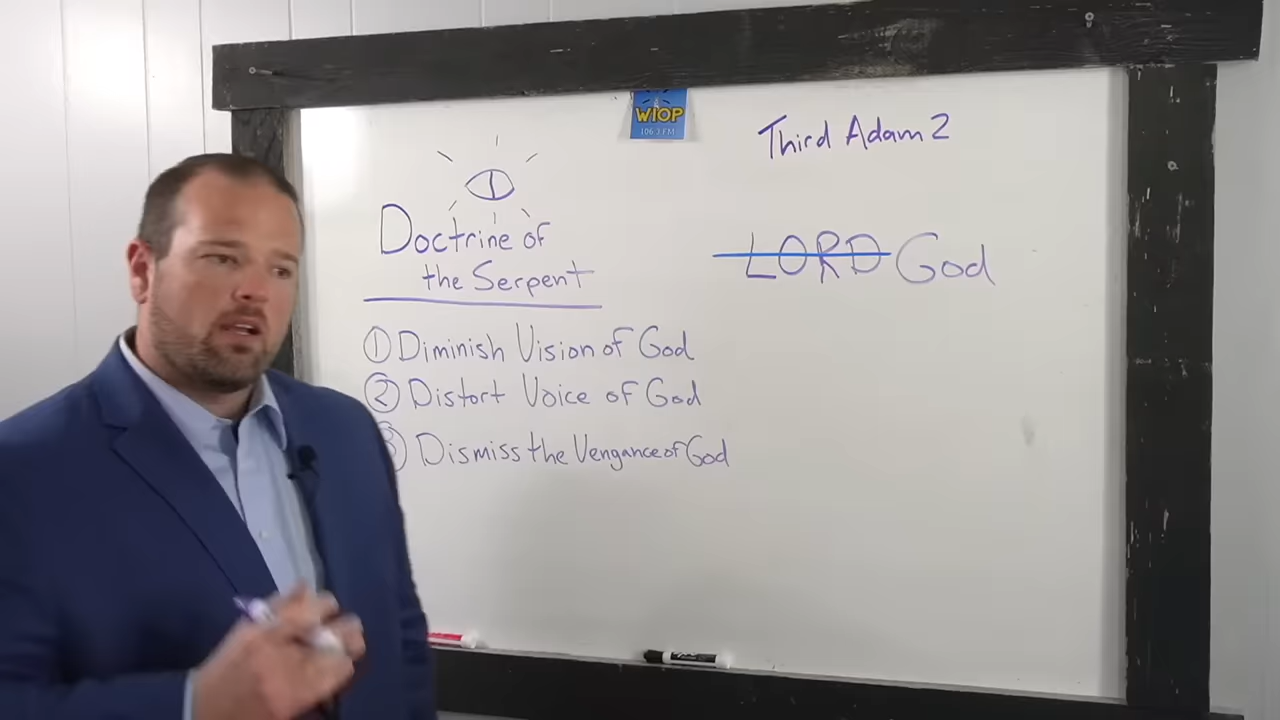 WIOP
106.3 FM
Third Adam 2
Doctrine of
the Serpent
① Diminish Vision of God
② Distort Voice of God
③ Dismiss the Vengance of God
LORD God